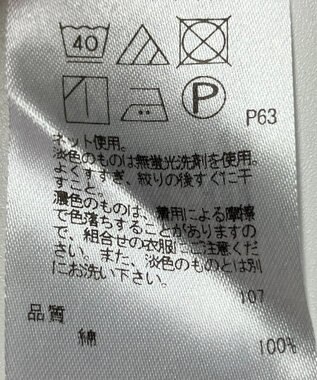 40
P
P63
ネット使用。
淡色のものは無蛍光洗剤を使用。
よくすすぎ、絞りの後すぐに干
すこと。
濃色のものは、着用による摩擦
で色落ちすることがありますの
で、組合せの衣服にご注意くだ
さい。また、淡色のものとは別
にお洗い下さい。
107
品質
綿 100%